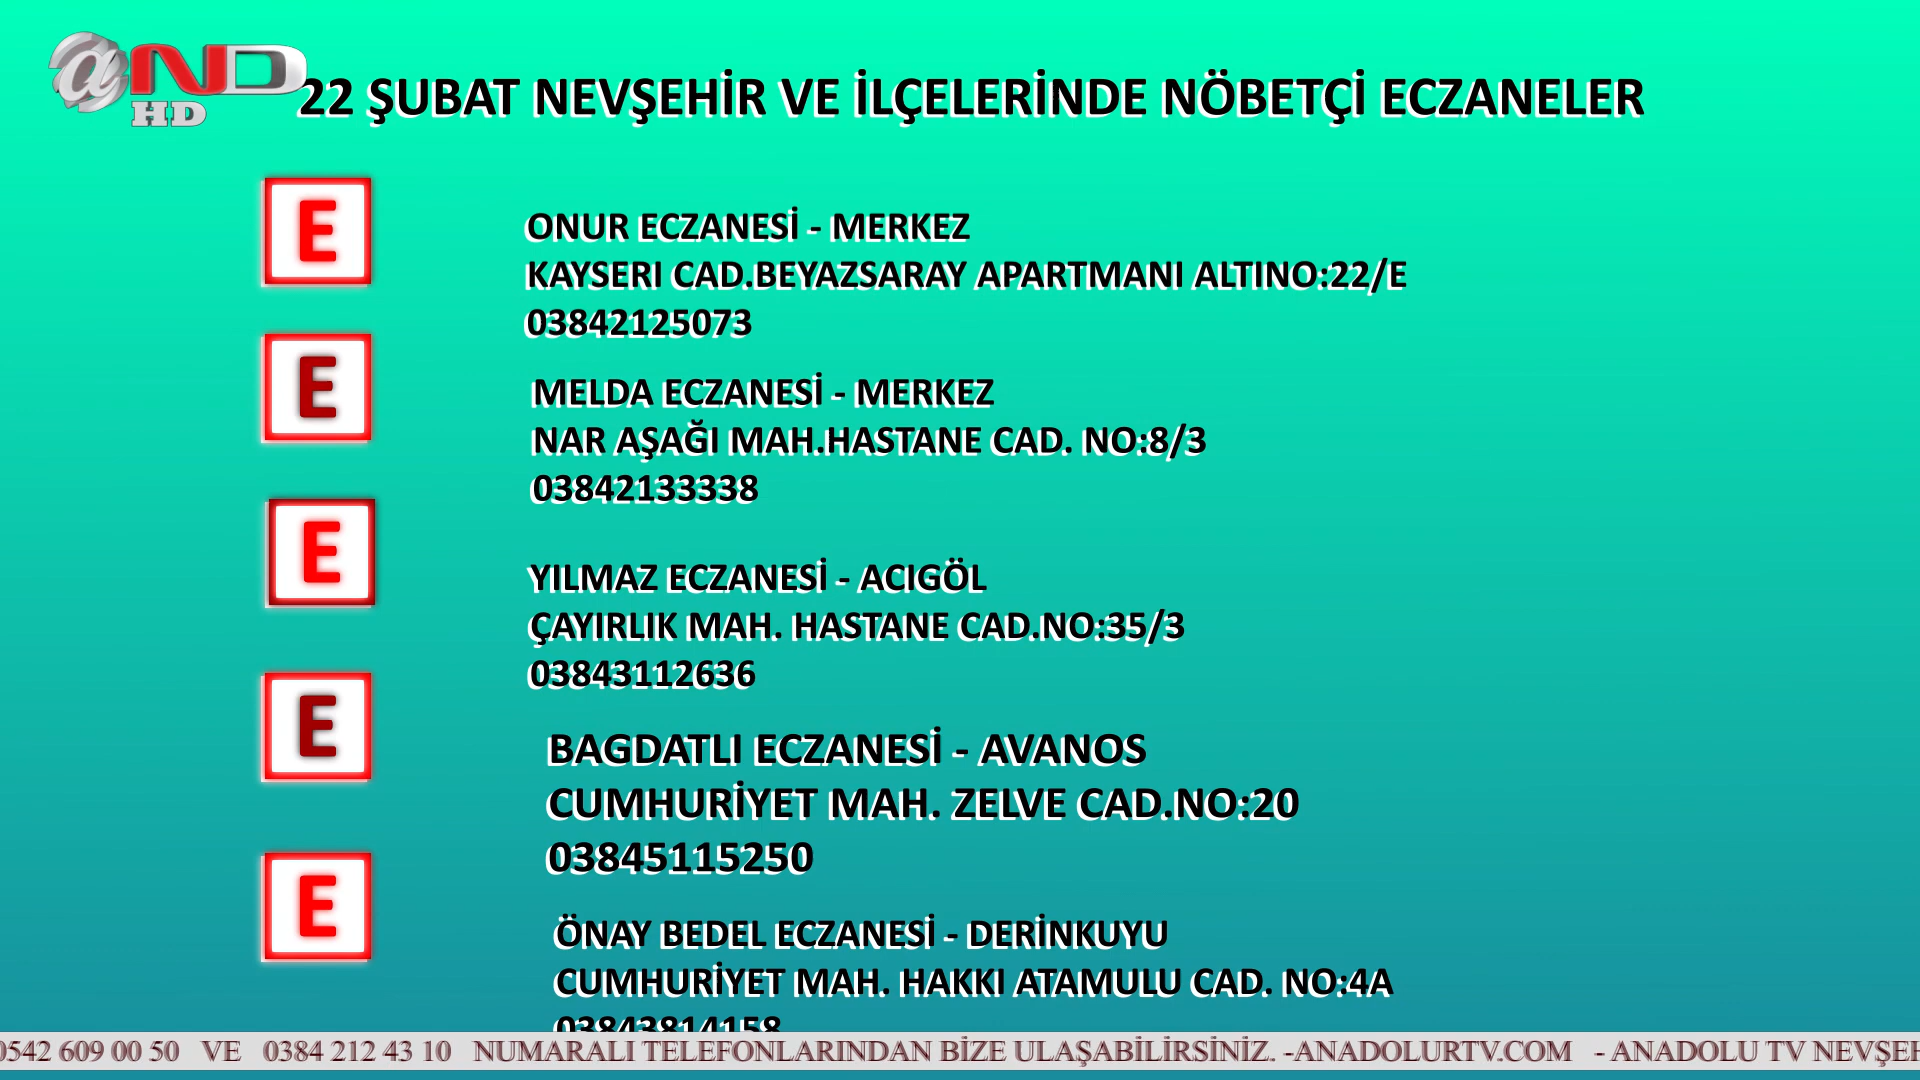 @ND
HD
22 ŞUBAT NEVŞEHİR VE İLÇELERİNDE NÖBETÇİ ECZANELER
E
ONUR ECZANESİ - MERKEZ
KAYSERI CAD.BEYAZSARAY APARTMANI ALTINO:22/E
03842125073
E
MELDA ECZANESİ - MERKEZ
NAR AŞAĞI MAH.HASTANE CAD. NO:8/3
03842133338
E
YILMAZ ECZANESİ - ACIGÖL
ÇAYIRLIK MAH. HASTANE CAD.NO:35/3
03843112636
E
BAGDATLI ECZANESİ - AVANOS
CUMHURİYET MAH. ZELVE CAD.NO:20
03845115250
E
ÖNAY BEDEL ECZANESİ - DERİNKUYU
CUMHURİYET MAH. HAKKI ATAMULU CAD. NO:4A
03843814158
0542 609 00 50 VE 0384 212 43 10 NUMARALI TELEFONLARINDAN BİZE ULAŞABİLİRSİNİZ. -ANADOLURTV.COM - ANADOLU TV NEVŞEH